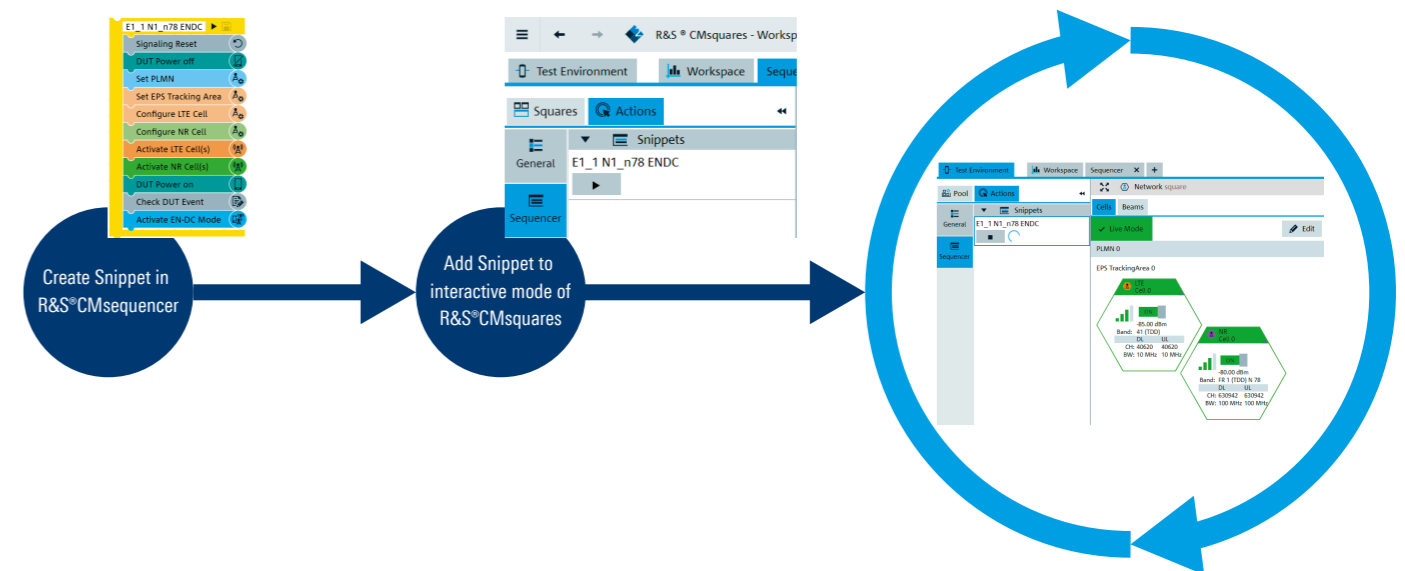 E1_1 N1_n78 ENDC
Signaling Reset
DUT Power off
Set PLMN
Set EPS Tracking Area
Configure LTE Cell
Configure NR Cell
Activate LTE Cell(s)
Activate NR Cell(s)
DUT Power on
Check DUT Event
Activate EN-DC Mode
Create Snippet in
R&S®CMsequencer
R&S ® CMsquares - Worksp
Test Environment Workspace Seque
Squares Actions
Snippets
General E1_1 N1_n78 ENDC
Sequencer
Add Snippet to
interactive mode of
R&S®CMsquares
Test Environment Workspace Sequencer X +
Pool Actions Network square
Snippets Cells Beams
General E1_1 N1_n78 ENDC
Live Mode Edit
Sequencer
PLMN 0
EPS TrackingArea 0
LTE
Cell 0
ON
-85.00 dBm
Band: 41 (TDD)
DL UL
CH: 40620 40620
BW: 10 MHz 10 MHz
NR
Cell 0
ON
-80.00 dBm
Band: FR 1 (TDD) N 78
DL UL
CH: 630942 630942
BW: 100 MHz 100 MHz